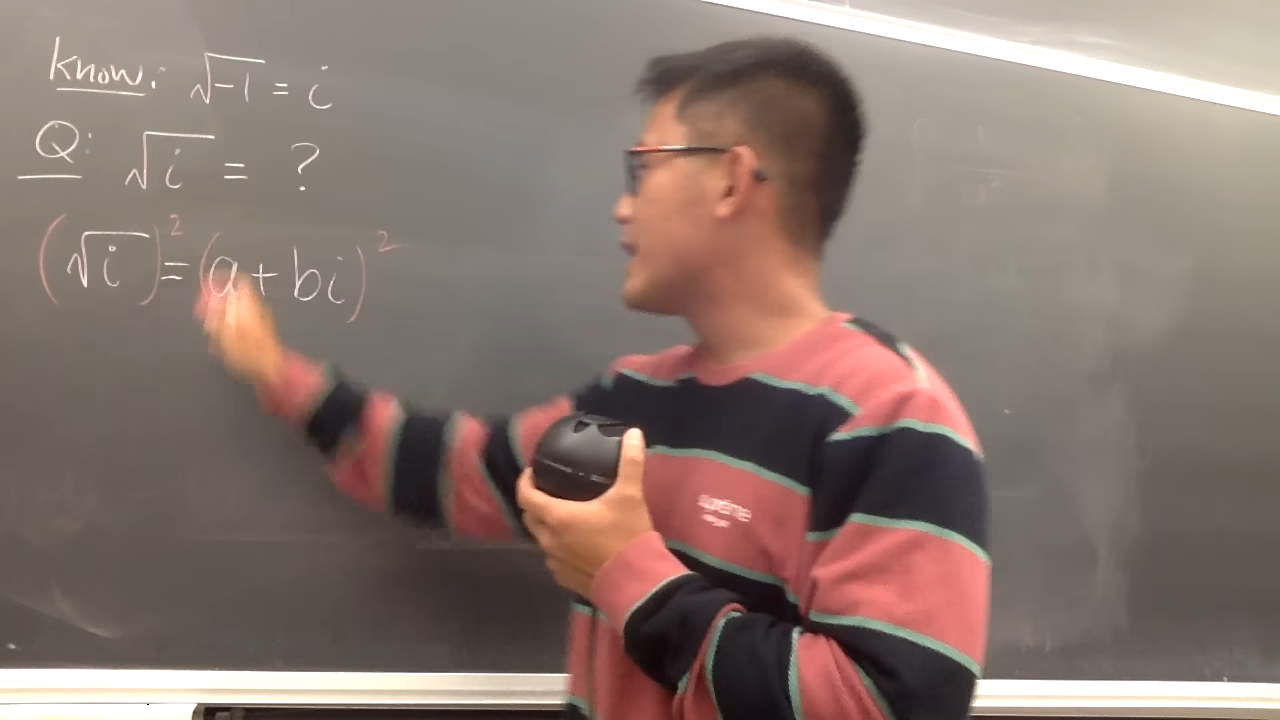 Know: √-1 = i
Q: √i = ?
(√i)² = (a + bi)²